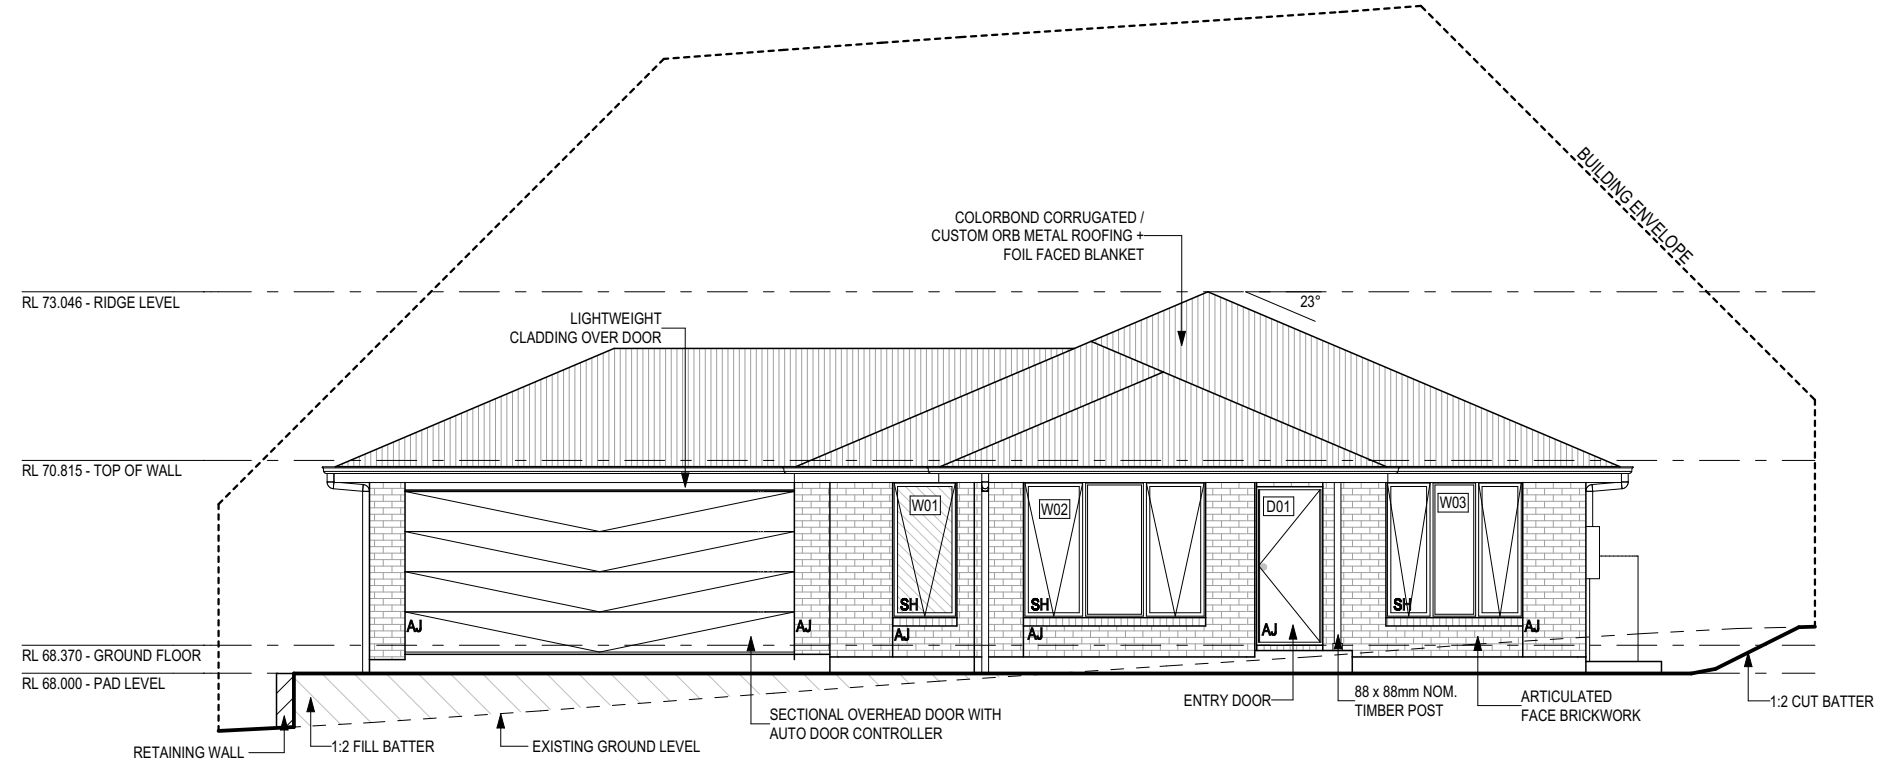 BUILDING ENVELOPE
COLORBOND CORRUGATED /
CUSTOM ORB METAL ROOFING +
FOIL FACED BLANKET
RL 73.046 - RIDGE LEVEL
23°
LIGHTWEIGHT
CLADDING OVER DOOR
RL 70.815 - TOP OF WALL
W01
W02
D01
W03
SH
SH
SH
AJ
AJ
AJ
AJ
AJ
AJ
RL 68.370 - GROUND FLOOR
RL 68.000 - PAD LEVEL
RETAINING WALL
1:2 FILL BATTER
EXISTING GROUND LEVEL
SECTIONAL OVERHEAD DOOR WITH
AUTO DOOR CONTROLLER
ENTRY DOOR
88 x 88mm NOM.
TIMBER POST
ARTICULATED
FACE BRICKWORK
1:2 CUT BATTER